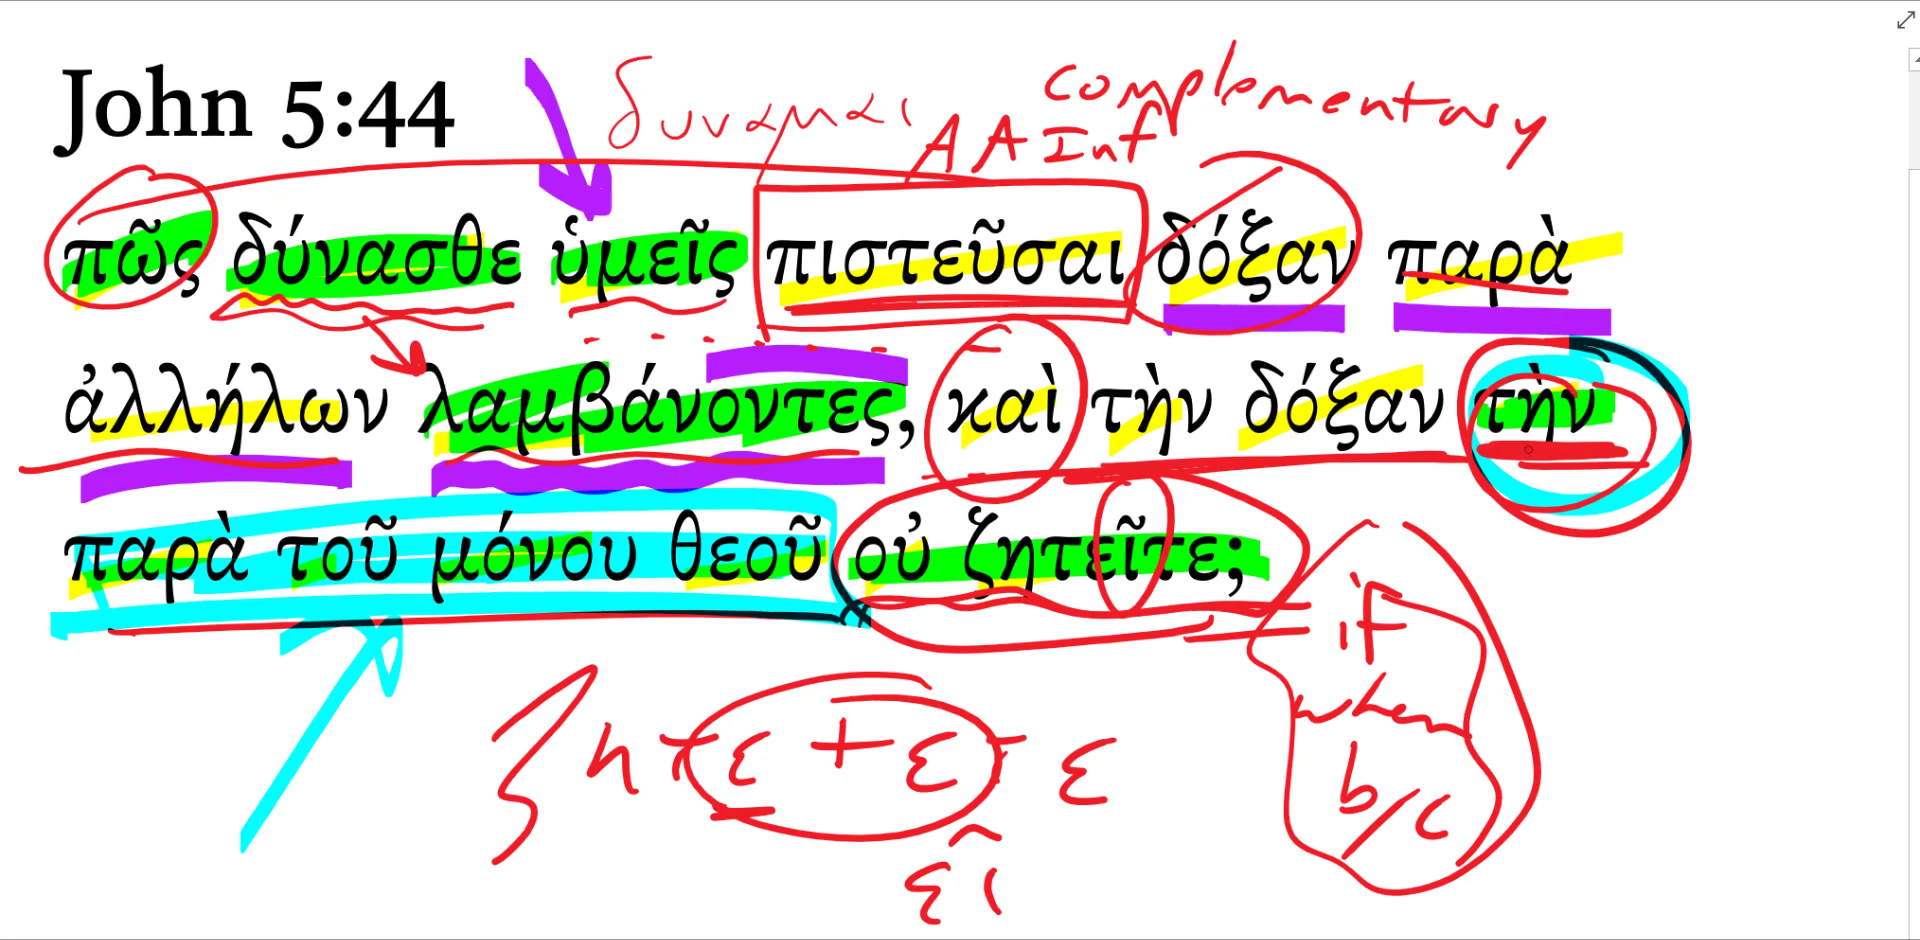 John 5:44
δυναμαι
complementary
AA Inf
πῶς δύνασθε ὑμεῖς πιστεῦσαι δόξαν παρὰ
ἀλλήλων λαμβάνοντες, καὶ τὴν δόξαν τὴν
παρὰ τοῦ μόνου θεοῦ οὐ ζητεῖτε;
if
when
b/c
ζητε + ετε
εῖ